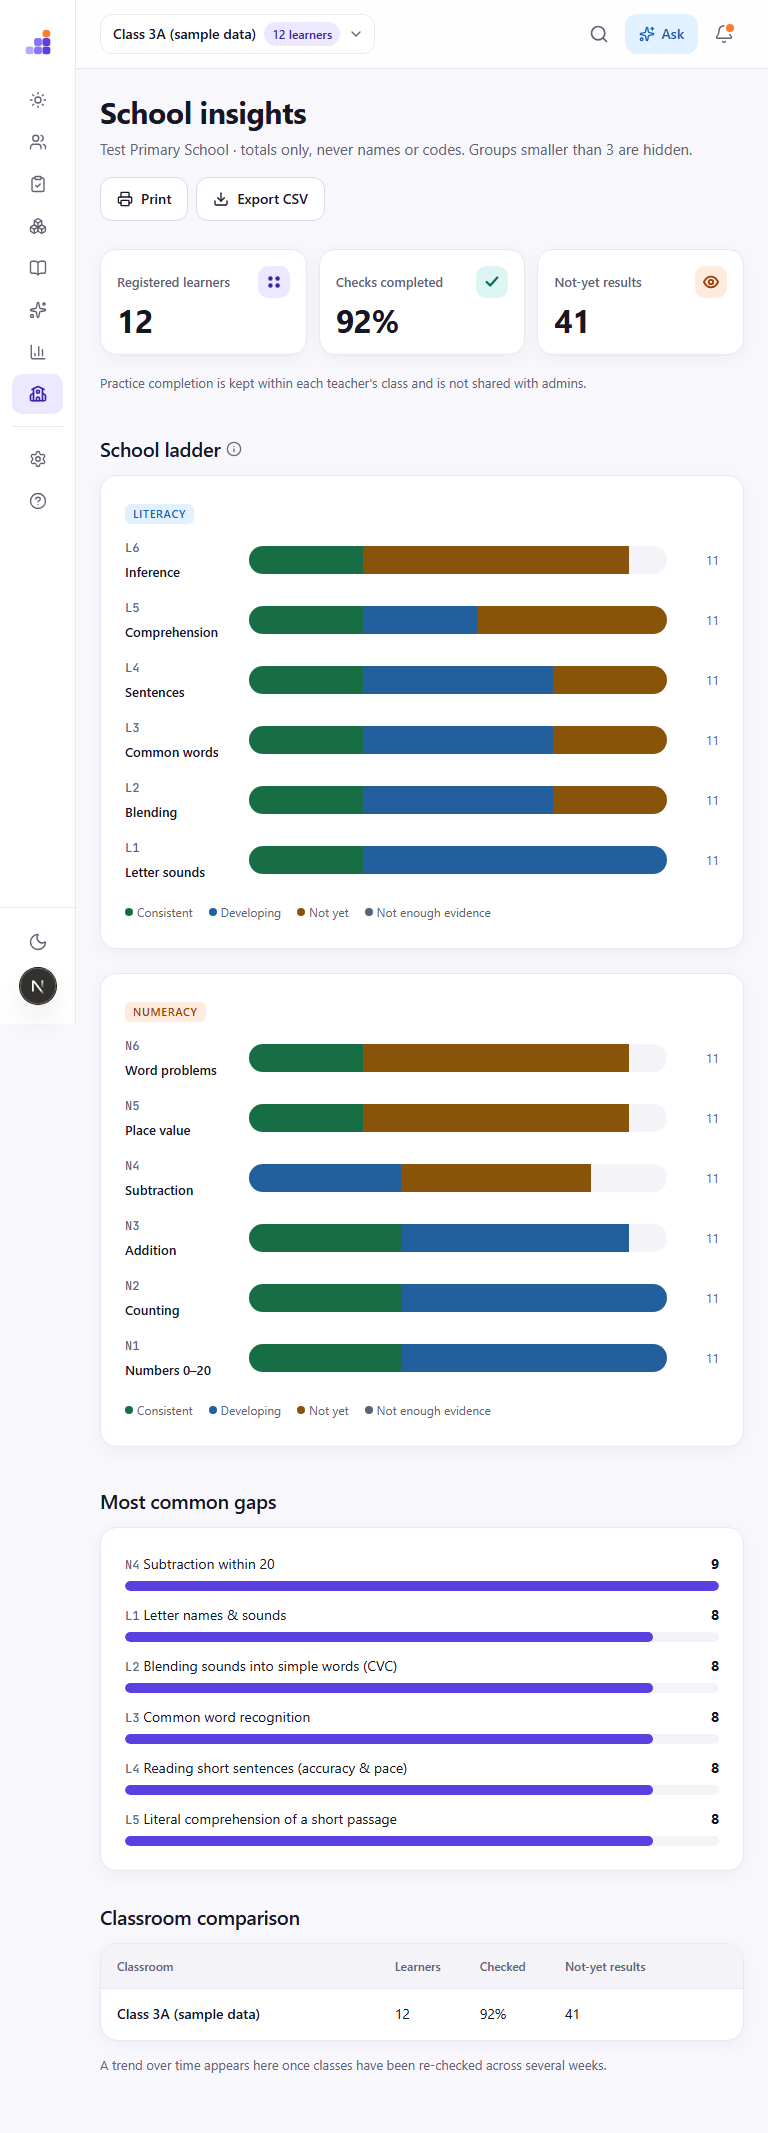 Class 3A (sample data) 12 learners
Ask
School insights
Test Primary School · totals only, never names or codes. Groups smaller than 3 are hidden.
Print Export CSV
Registered learners
12
Checks completed
92%
Not-yet results
41
Practice completion is kept within each teacher's class and is not shared with admins.
School ladder
LITERACY
L6
Inference
11
L5
Comprehension
11
L4
Sentences
11
L3
Common words
11
L2
Blending
11
L1
Letter sounds
11
Consistent Developing Not yet Not enough evidence
N
NUMERACY
N6
Word problems
11
N5
Place value
11
N4
Subtraction
11
N3
Addition
11
N2
Counting
11
N1
Numbers 0–20
11
Consistent Developing Not yet Not enough evidence
Most common gaps
N4 Subtraction within 20 9
L1 Letter names & sounds 8
L2 Blending sounds into simple words (CVC) 8
L3 Common word recognition 8
L4 Reading short sentences (accuracy & pace) 8
L5 Literal comprehension of a short passage 8
Classroom comparison
Classroom Learners Checked Not-yet results
Class 3A (sample data) 12 92% 41
A trend over time appears here once classes have been re-checked across several weeks.